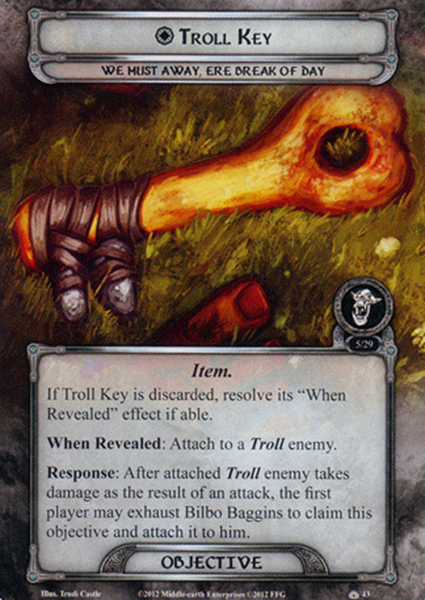 TROLL KEY
WE MUST AWAY, ERE BREAK OF DAY
5/29
Item.
If Troll Key is discarded, resolve its “When
Revealed” effect if able.
When Revealed: Attach to a Troll enemy.
Response: After attached Troll enemy takes
damage as the result of an attack, the first
player may exhaust Bilbo Baggins to claim this
objective and attach it to him.
OBJECTIVE
Illus. Trudi Castle ©2012 Middle-earth Enterprises ©2012 FFG 43